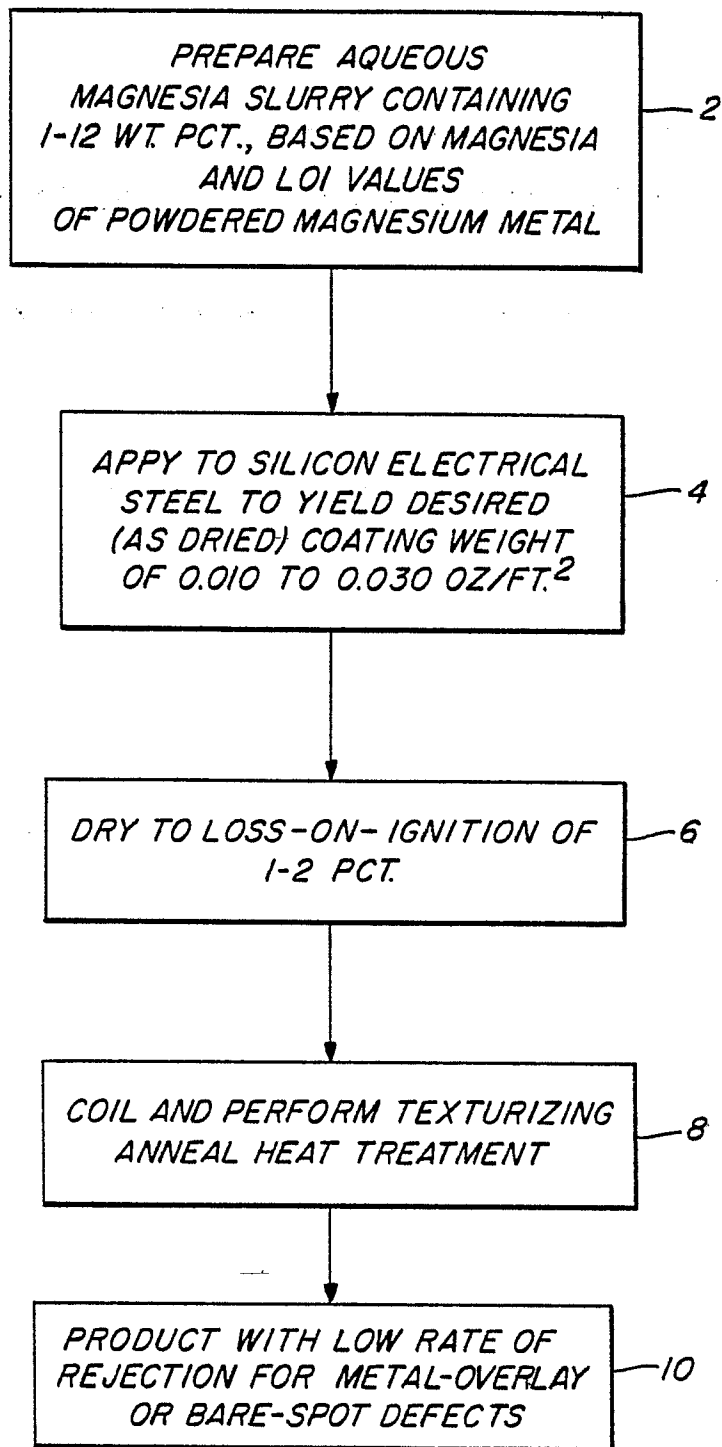 PREPARE AQUEOUS
MAGNESIA SLURRY CONTAINING
1-12 WT. PCT., BASED ON MAGNESIA
AND LOI VALUES
OF POWDERED MAGNESIUM METAL
2
APPY TO SILICON ELECTRICAL
STEEL TO YIELD DESIRED
(AS DRIED) COATING WEIGHT
OF 0.010 TO 0.030 OZ/FT.²
4
DRY TO LOSS-ON-IGNITION OF
1-2 PCT.
6
COIL AND PERFORM TEXTURIZING
ANNEAL HEAT TREATMENT
8
PRODUCT WITH LOW RATE OF
REJECTION FOR METAL-OVERLAY
OR BARE-SPOT DEFECTS
10